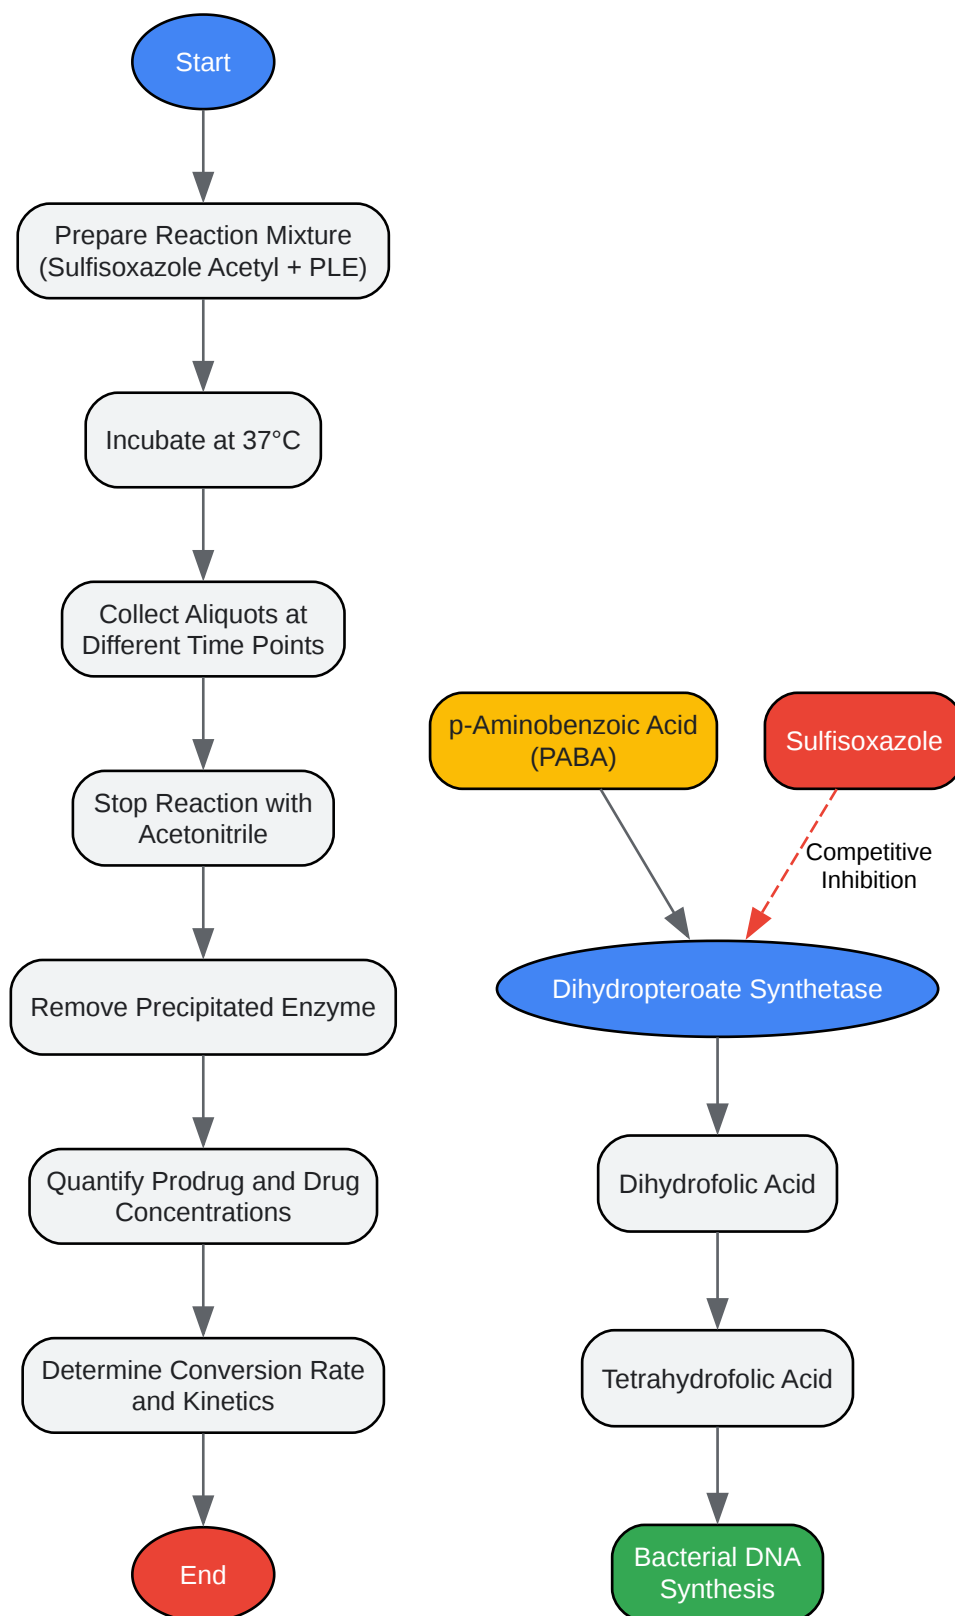 Start
Prepare Reaction Mixture
(Sulfisoxazole Acetyl + PLE)
Incubate at 37°C
Collect Aliquots at
Different Time Points
Stop Reaction with
Acetonitrile
Remove Precipitated Enzyme
Quantify Prodrug and Drug
Concentrations
Determine Conversion Rate
and Kinetics
End
p-Aminobenzoic Acid
(PABA)
Sulfisoxazole
Competitive
Inhibition
Dihydropteroate Synthetase
Dihydrofolic Acid
Tetrahydrofolic Acid
Bacterial DNA
Synthesis